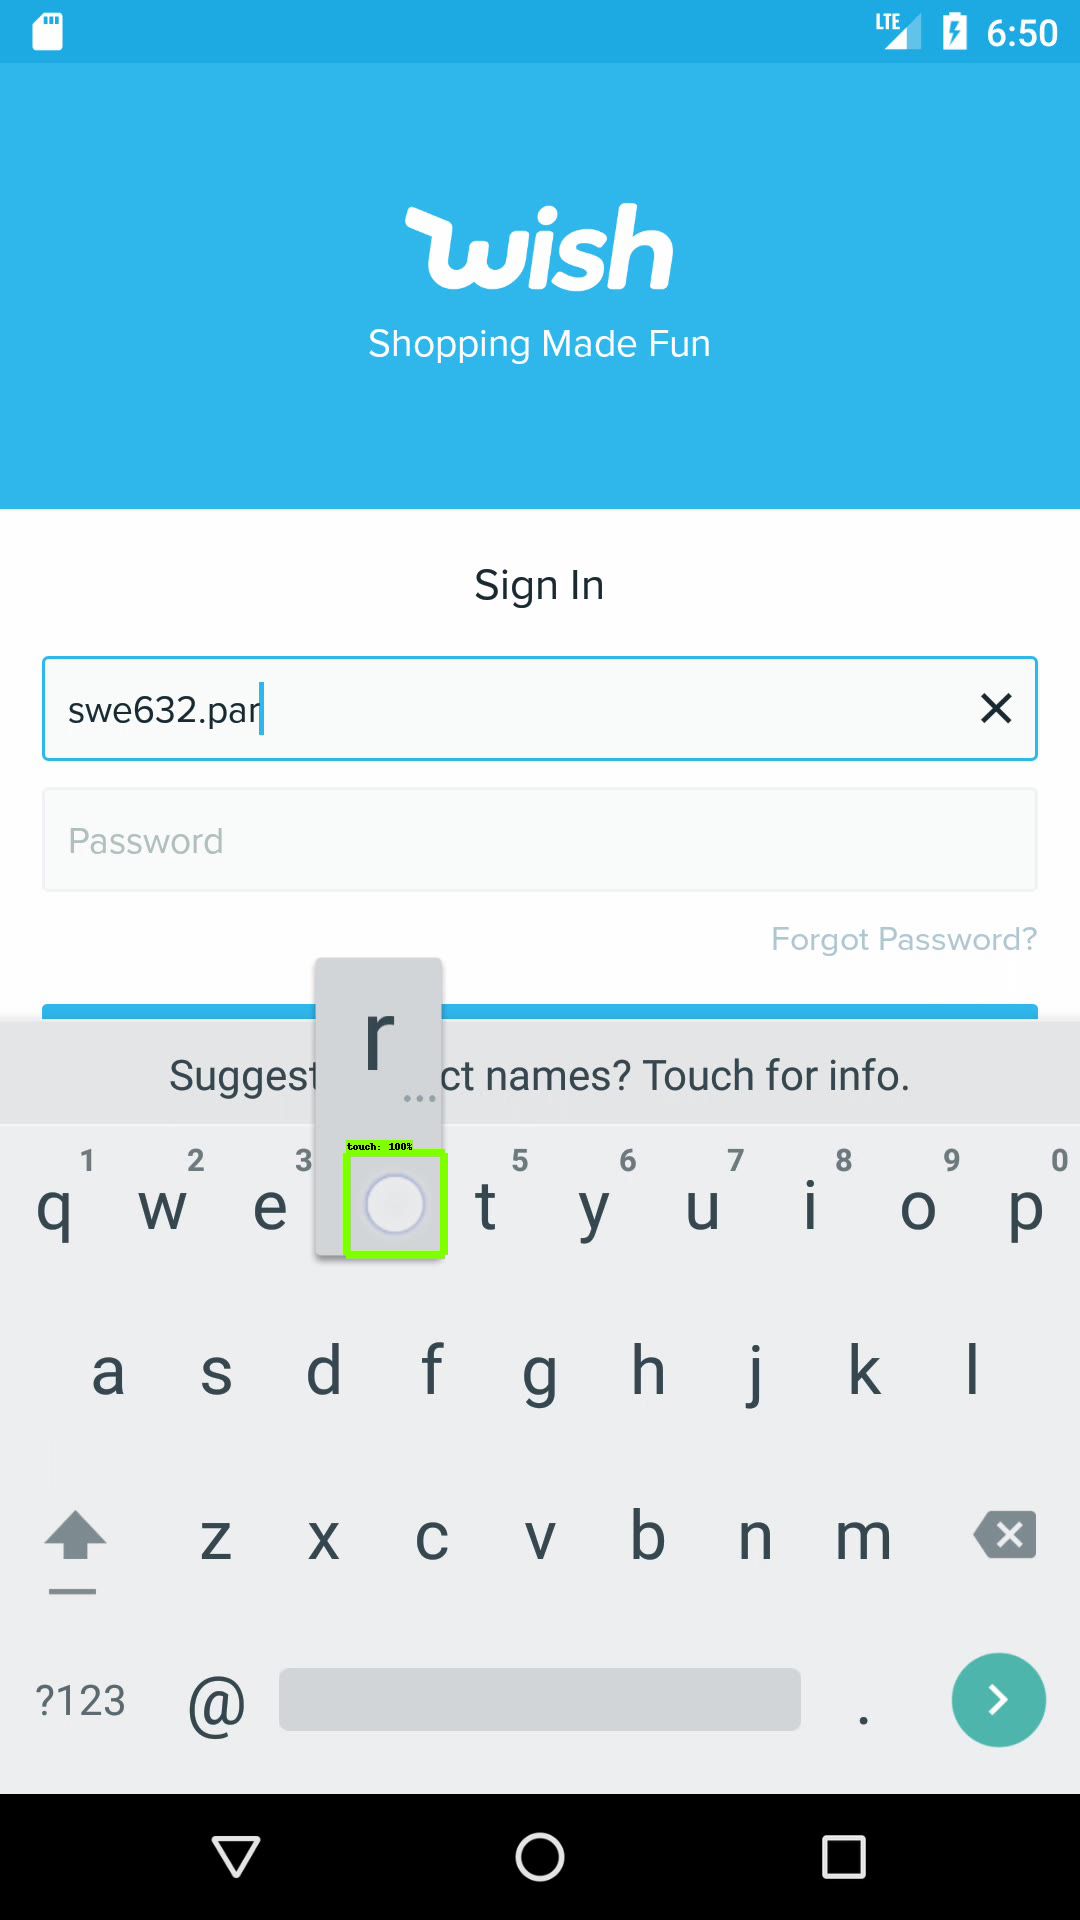 LTE 6:50
wish
Shopping Made Fun
Sign In
swe632.par
Password
Forgot Password?
r
...
Suggest ct names? Touch for info.
touch: 100%
1 2 3 5 6 7 8 9 0
q w e t y u i o p
a s d f g h j k l
z x c v b n m
?123 @ .